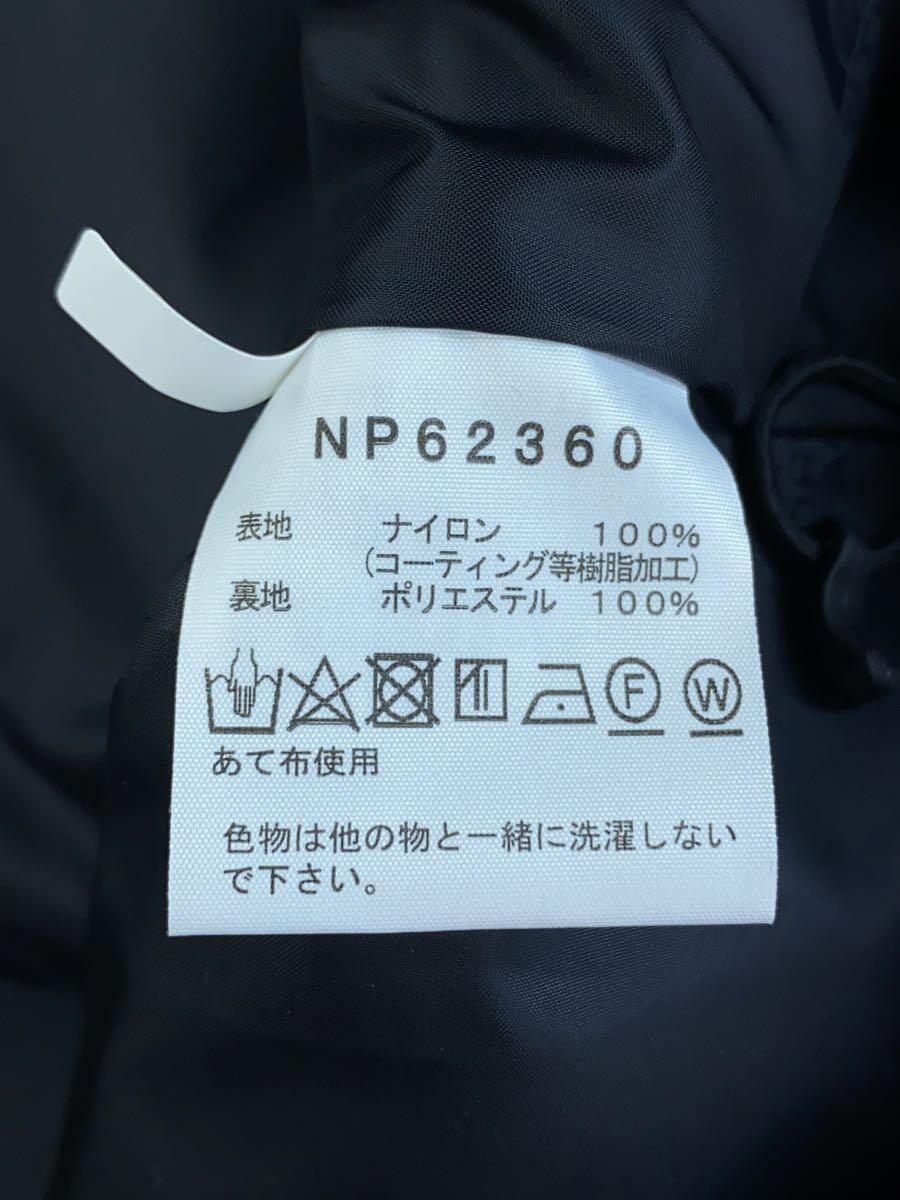 NP62360
表地 ナイロン 100%
(コーティング等樹脂加工)
裏地 ポリエステル 100%
F W
あて布使用
色物は他の物と一緒に洗濯しない
で下さい。